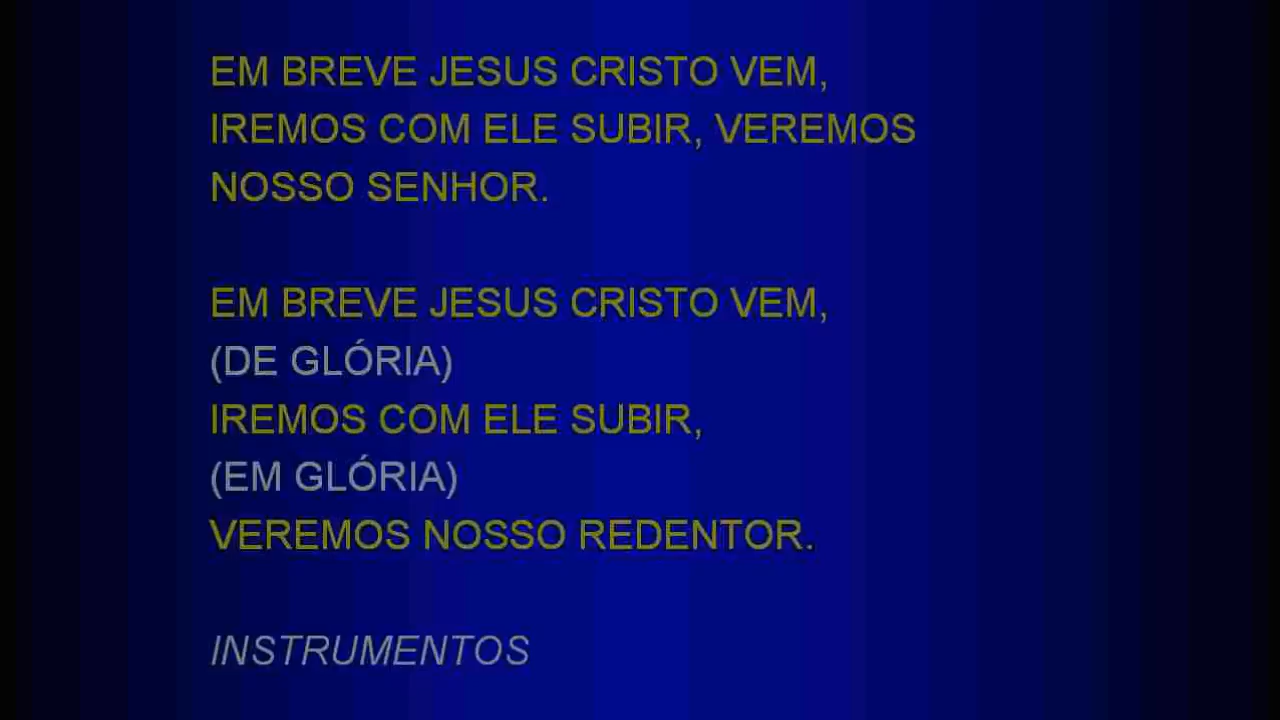 EM BREVE JESUS CRISTO VEM,
IREMOS COM ELE SUBIR, VEREMOS
NOSSO SENHOR.
EM BREVE JESUS CRISTO VEM,
(DE GLÓRIA)
IREMOS COM ELE SUBIR,
(EM GLÓRIA)
VEREMOS NOSSO REDENTOR.
INSTRUMENTOS